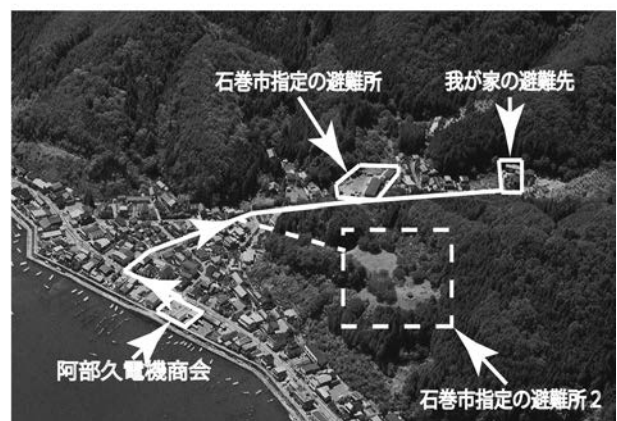 石巻市指定の避難所
我が家の避難先
阿部久電機商会
石巻市指定の避難所2